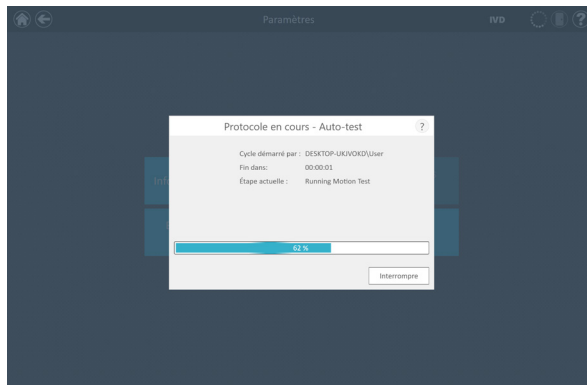 Paramètres
IVD
?
Protocole en cours - Auto-test
?
Cycle démarré par : DESKTOP-UKJVOKD\User
Fin dans: 00:00:01
Étape actuelle : Running Motion Test
62 %
Interrompre